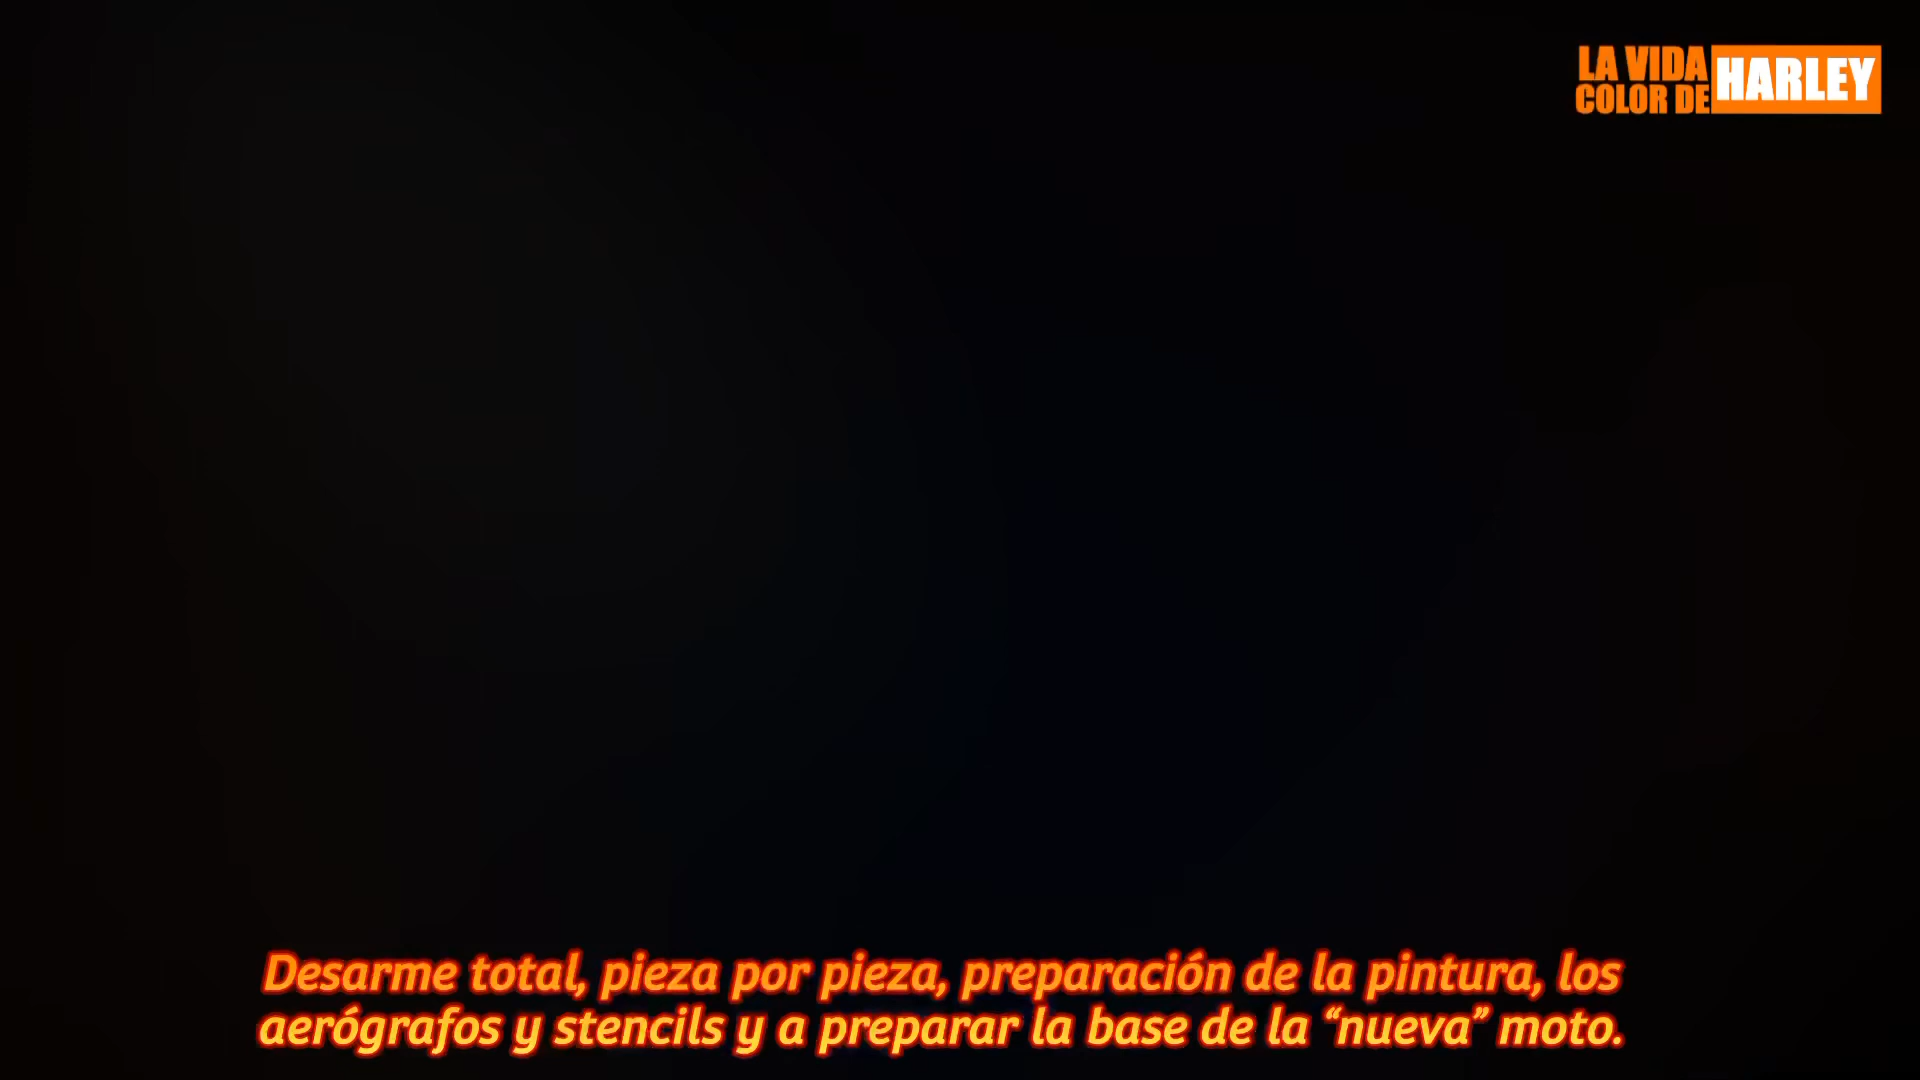 LA VIDA
COLOR DE
HARLEY
Desarme total, pieza por pieza, preparación de la pintura, los
aerógrafos y stencils y a preparar la base de la “nueva” moto.